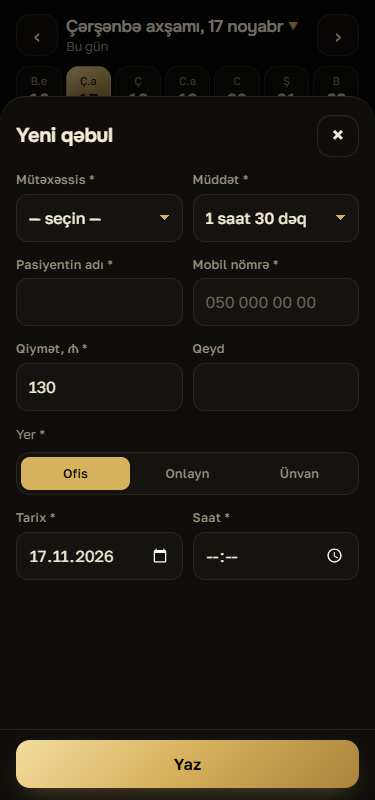 ‹ Çərşənbə axşamı, 17 noyabr ▼ ›
Bu gün
B.e Ç.a Ç C.a C Ş B
Yeni qəbul
×
Mütəxəssis * Müddət *
— seçin — 1 saat 30 dəq
Pasiyentin adı * Mobil nömrə *
050 000 00 00
Qiymət, ₼ * Qeyd
130
Yer *
Ofis Onlayn Ünvan
Tarix * Saat *
17.11.2026 --:--
Yaz